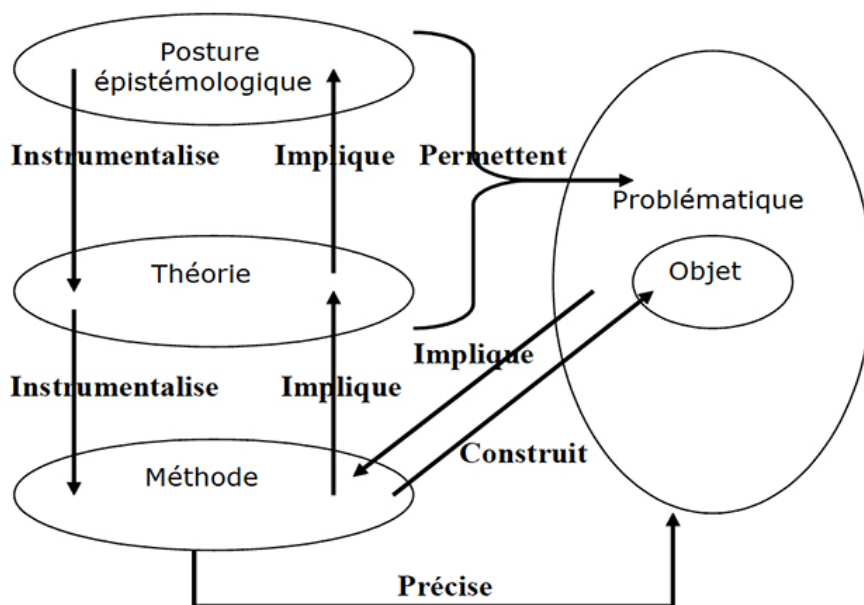 Posture
épistémologique
Instrumentalise
Implique
Permettent
Problématique
Théorie
Objet
Implique
Instrumentalise
Implique
Construit
Méthode
Précise